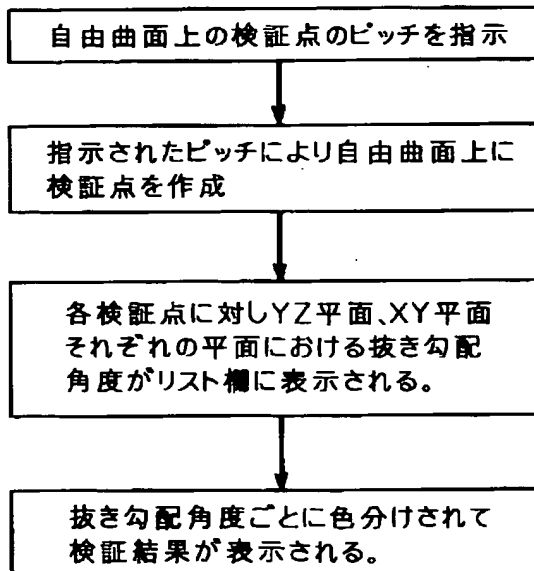 自由曲面上の検証点のピッチを指示
指示されたピッチにより自由曲面上に
検証点を作成
各検証点に対しYZ平面、XY平面
それぞれの平面における抜き勾配
角度がリスト欄に表示される。
抜き勾配角度ごとに色分けされて
検証結果が表示される。